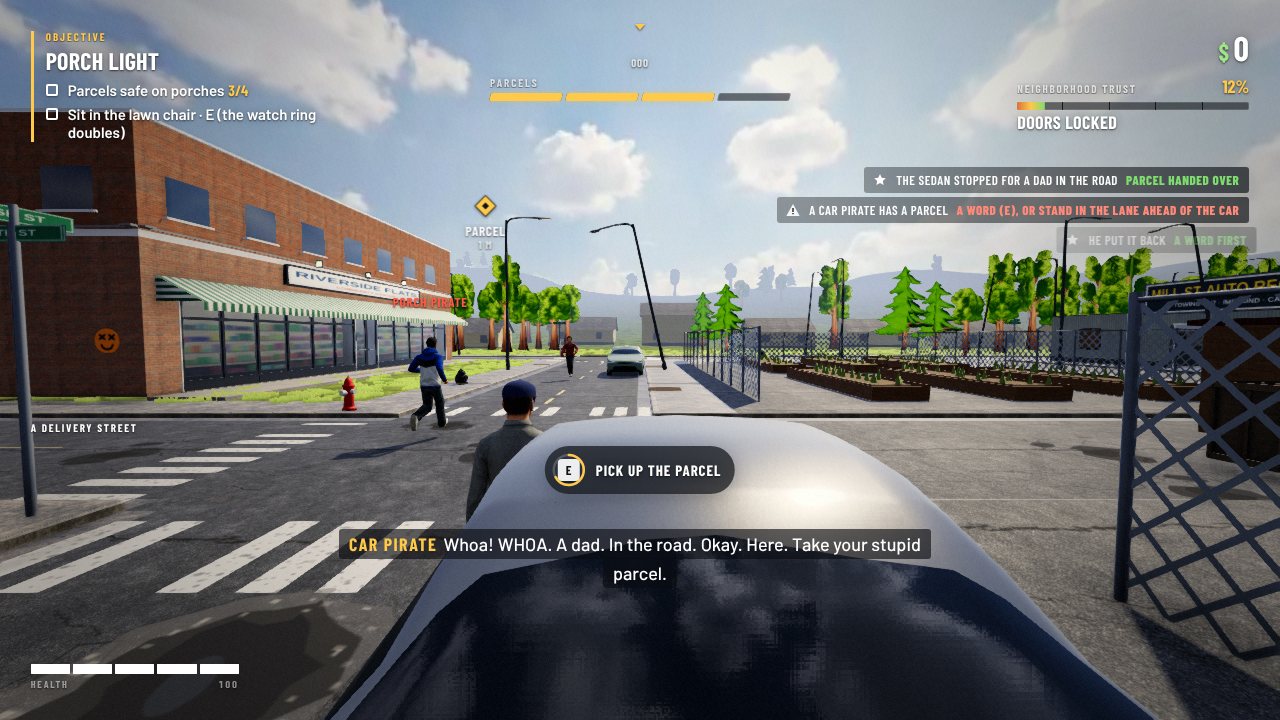 OBJECTIVE
PORCH LIGHT
Parcels safe on porches 3/4
Sit in the lawn chair · E (the watch ring
doubles)
000
PARCELS
$0
NEIGHBORHOOD TRUST 12%
DOORS LOCKED
THE SEDAN STOPPED FOR A DAD IN THE ROAD PARCEL HANDED OVER
A CAR PIRATE HAS A PARCEL A WORD (E), OR STAND IN THE LANE AHEAD OF THE CAR
HE PUT IT BACK A WORD FIRST
PARCEL
1 M
RIVERSIDE
PORCH PIRATE
MILL ST AUTO
A DELIVERY STREET
E PICK UP THE PARCEL
CAR PIRATE Whoa! WHOA. A dad. In the road. Okay. Here. Take your stupid
parcel.
HEALTH 100